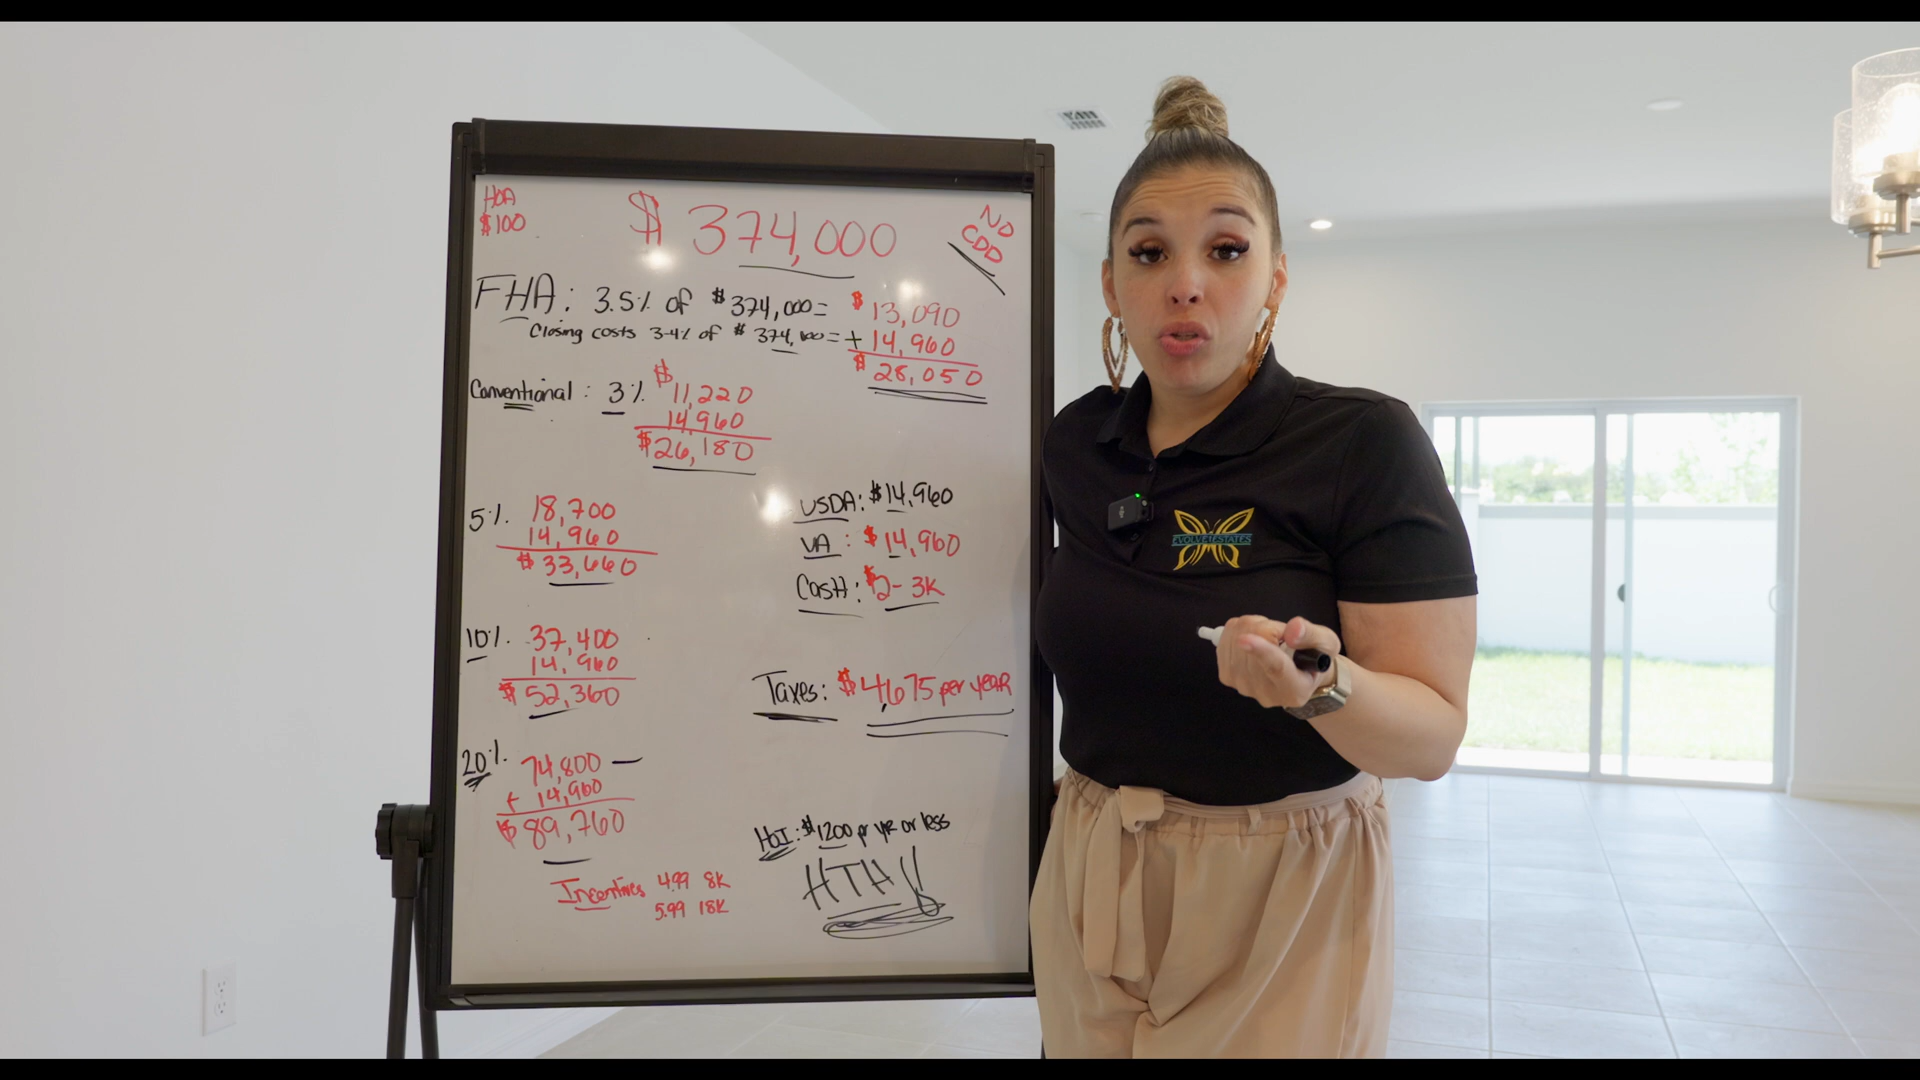 HOA
$100
$ 374,000
NO
CDD
FHA: 3.5% of $374,000= $13,090
Closing costs 3-4% of $ 374,000= + 14,960
$ 28,050
Conventional: 3% $11,220
14,960
$26,180
5% 18,700
14,960
$ 33,660
10% 37,400
14,960
$ 52,360
20% 74,800 —
+ 14,960
$ 89,760
Incentives 4.99 8K
5.99 18K
USDA: $14,960
VA: $14,960
CasH: $2-3K
Taxes: $4,675 per year
HOI: $1200 pr yr or less
HTH!
EVOLVE ESTATES